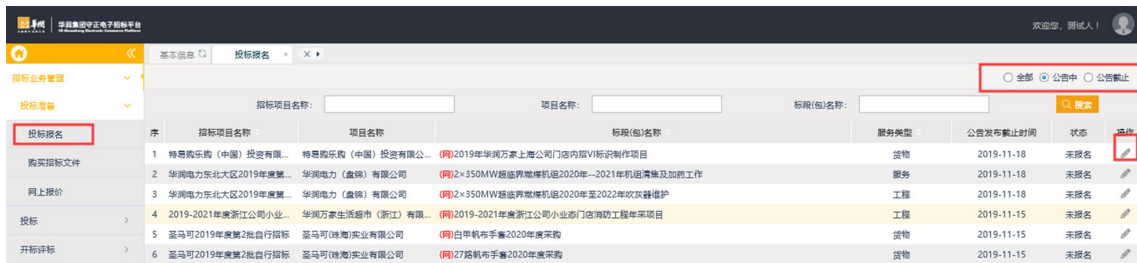 华润 华润集团守正电子招标平台
欢迎您，测试人！
基本信息 投标报名 ×
招标业务管理
全部 公告中 公告截止
投标准备
招标项目名称： 项目名称： 标段(包)名称： 搜索
投标报名
序 招标项目名称 项目名称 标段(包)名称 服务类型 公告发布截止时间 状态 操作
1 特易购乐购（中国）投资有限... 特易购乐购（中国）投资有限公... (网)2019年华润万家上海公司门店内招VI标识制作项目 货物 2019-11-18 未报名
购买招标文件
2 华润电力东北大区2019年度第... 华润电力（盘锦）有限公司 (网)2×350MW超临界燃煤机组2020年--2021年机组清焦及加药工作 服务 2019-11-18 未报名
网上报价
3 华润电力东北大区2019年度第... 华润电力（盘锦）有限公司 (网)2×350MW超临界燃煤机组2020年至2022年吹灰器维护 工程 2019-11-18 未报名
投标
4 2019-2021年度浙江公司小业... 华润万家生活超市（浙江）有限... (网)2019-2021年度浙江公司小业态门店消防工程年采项目 工程 2019-11-15 未报名
5 圣马可2019年度第2批自行招标 圣马可(珠海)实业有限公司 (网)白甲帆布手套2020年度采购 货物 2019-11-15 未报名
开标评标
6 圣马可2019年度第2批自行招标 圣马可(珠海)实业有限公司 (网)27路帆布手套2020年度采购 货物 2019-11-15 未报名